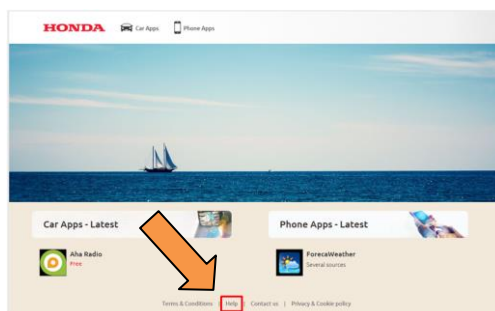 HONDA Car Apps Phone Apps
Car Apps - Latest
Phone Apps - Latest
Aha Radio
Free
ForecaWeather
Several sources
Terms & Conditions | Help | Contact us | Privacy & Cookie policy